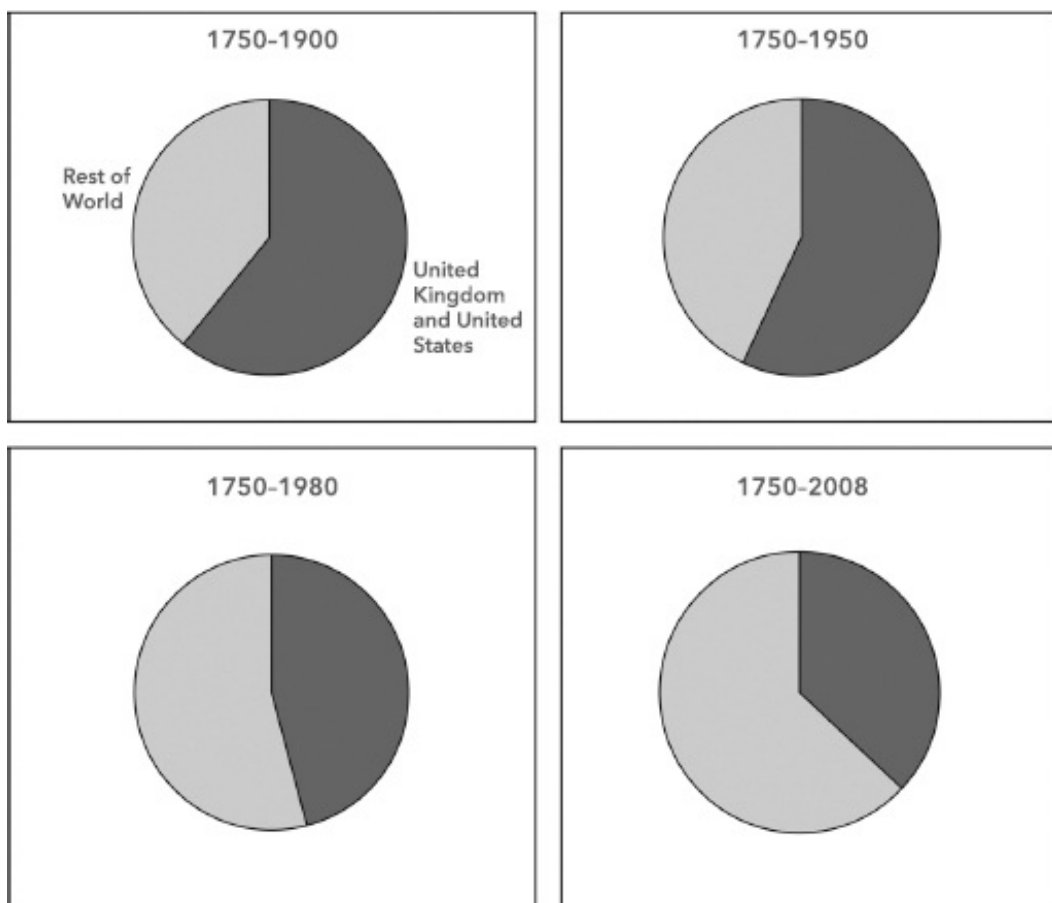 1750–1900
Rest of
World
United
Kingdom
and United
States
1750–1950
1750–1980
1750–2008